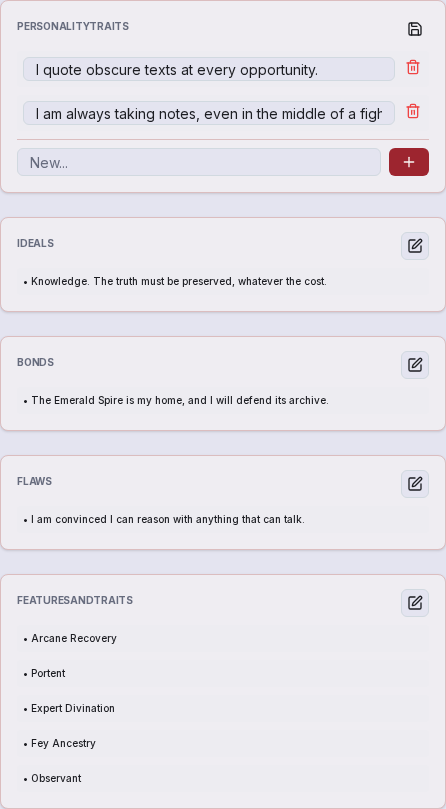 PERSONALITYTRAITS
I quote obscure texts at every opportunity.
I am always taking notes, even in the middle of a figh
New...
IDEALS
• Knowledge. The truth must be preserved, whatever the cost.
BONDS
• The Emerald Spire is my home, and I will defend its archive.
FLAWS
• I am convinced I can reason with anything that can talk.
FEATURESANDTRAITS
• Arcane Recovery
• Portent
• Expert Divination
• Fey Ancestry
• Observant